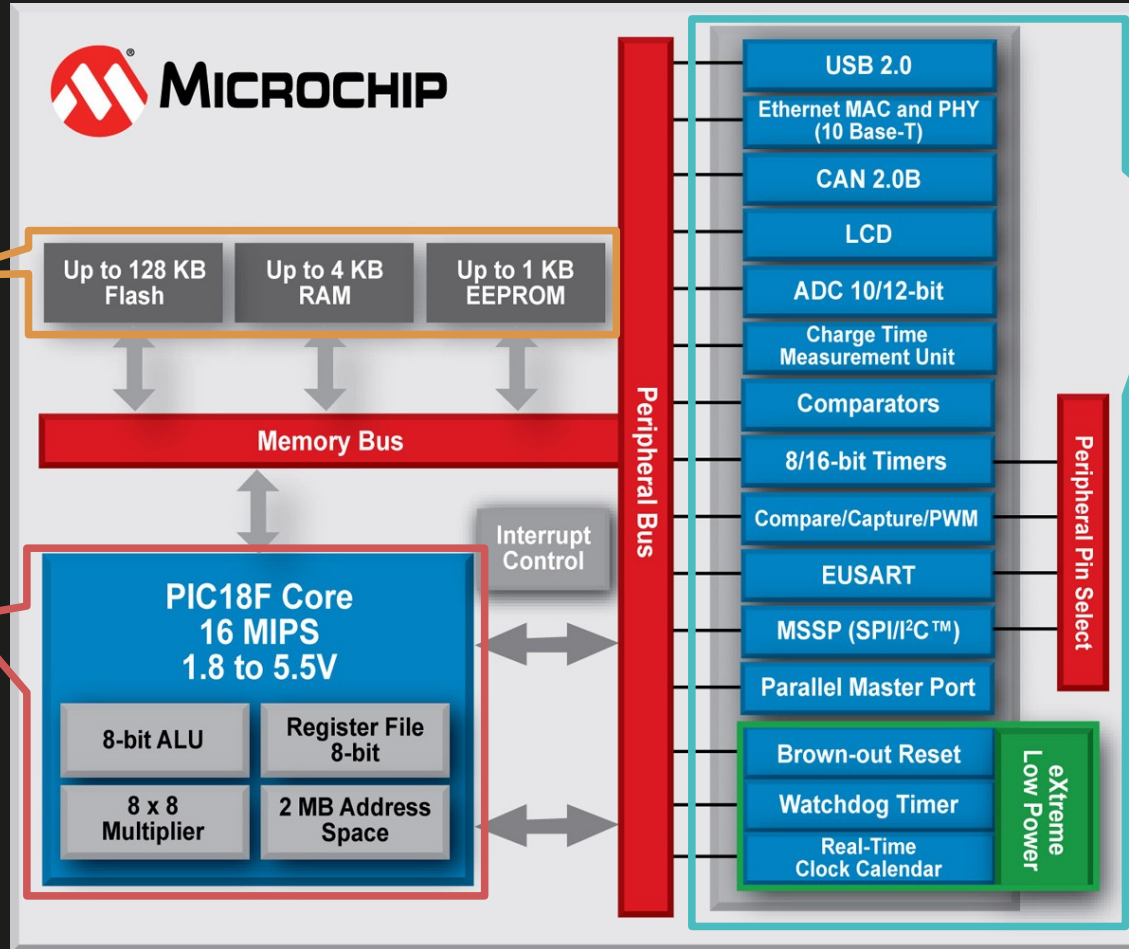 ®
MICROCHIP
Up to 128 KB
Flash
Up to 4 KB
RAM
Up to 1 KB
EEPROM
Memory Bus
Interrupt
Control
PIC18F Core
16 MIPS
1.8 to 5.5V
8-bit ALU
Register File
8-bit
8 x 8
Multiplier
2 MB Address
Space
Peripheral Bus
USB 2.0
Ethernet MAC and PHY
(10 Base-T)
CAN 2.0B
LCD
ADC 10/12-bit
Charge Time
Measurement Unit
Comparators
8/16-bit Timers
Compare/Capture/PWM
EUSART
MSSP (SPI/I²C™)
Parallel Master Port
Brown-out Reset
Watchdog Timer
Real-Time
Clock Calendar
eXtreme
Low Power
Peripheral Pin Select